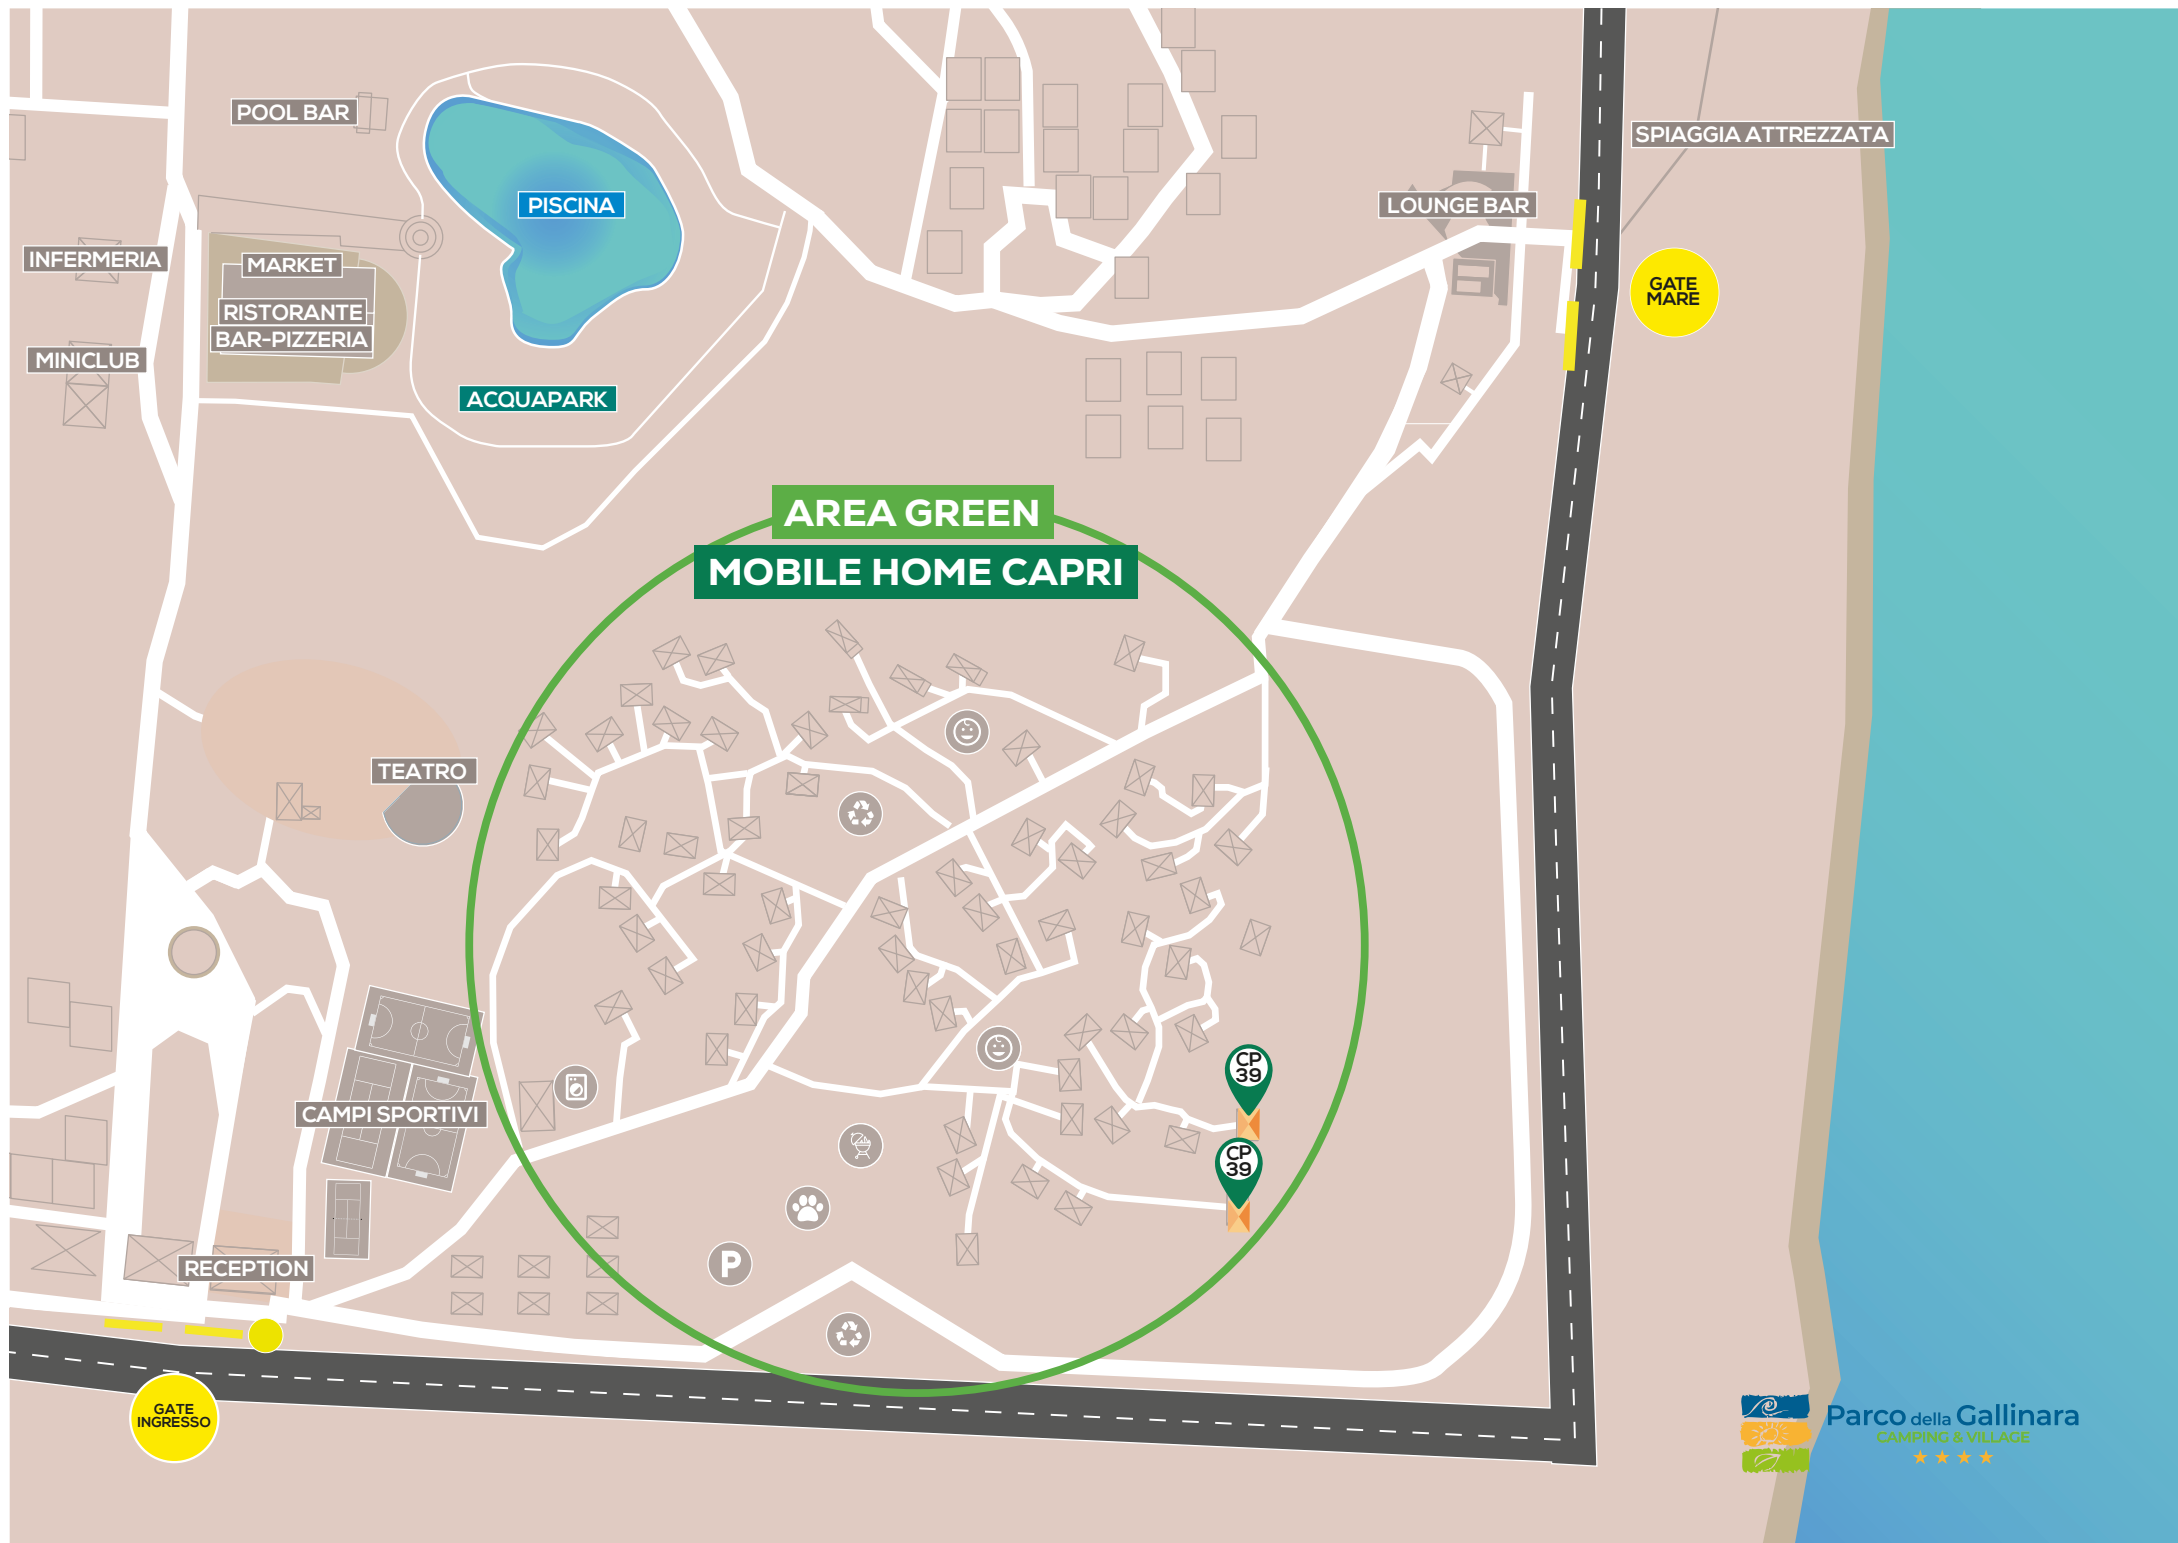 POOL BAR
SPIAGGIA ATTREZZATA
PISCINA
LOUNGE BAR
INFERMERIA
MARKET
GATE
MARE
RISTORANTE
BAR-PIZZERIA
MINICLUB
ACQUAPARK
AREA GREEN
MOBILE HOME CAPRI
TEATRO
CP
39
CAMPI SPORTIVI
CP
39
P
RECEPTION
GATE
INGRESSO
Parco della Gallinara
CAMPING & VILLAGE